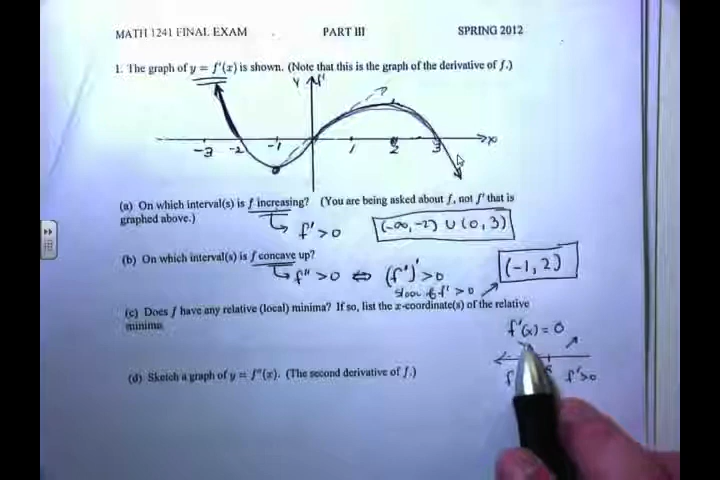 MATH 1241 FINAL EXAM PART III SPRING 2012
1. The graph of y = f'(x) is shown. (Note that this is the graph of the derivative of f.)
y f'
-3 -2 -1 1 2 3 x
(a) On which interval(s) is f increasing? (You are being asked about f, not f' that is
graphed above.)
f' > 0 (-∞, -2) ∪ (0, 3)
(b) On which interval(s) is f concave up?
f'' > 0 ⇔ (f')' > 0 (-1, 2)
slope of f' > 0
(c) Does f have any relative (local) minima? If so, list the x-coordinate(s) of the relative
minima.
f'(x) = 0
(d) Sketch a graph of y = f''(x). (The second derivative of f.)
f' > 0